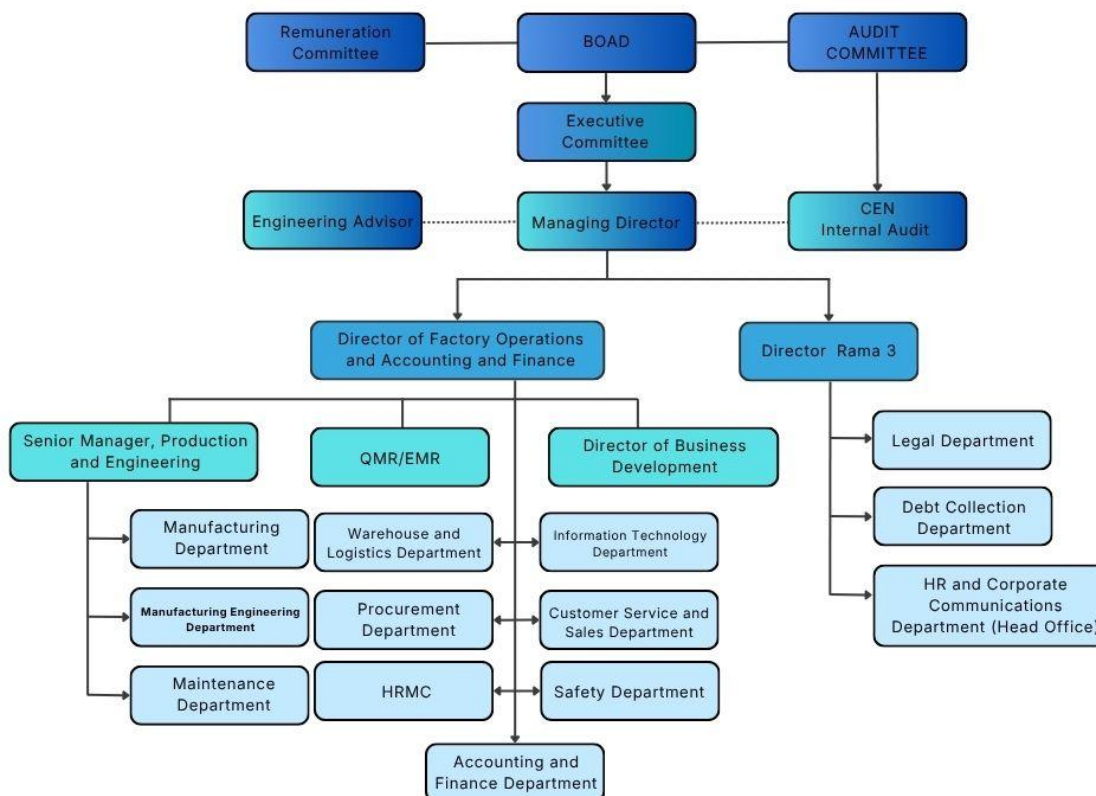 Remuneration
Committee
BOAD
AUDIT
COMMITTEE
Executive
Committee
Engineering Advisor
Managing Director
CEN
Internal Audit
Director of Factory Operations
and Accounting and Finance
Director Rama 3
Senior Manager, Production
and Engineering
QMR/EMR
Director of Business
Development
Legal Department
Debt Collection
Department
HR and Corporate
Communications
Department (Head Office)
Manufacturing
Department
Warehouse and
Logistics Department
Information Technology
Department
Manufacturing Engineering
Department
Procurement
Department
Customer Service and
Sales Department
Maintenance
Department
HRMC
Safety Department
Accounting and
Finance Department